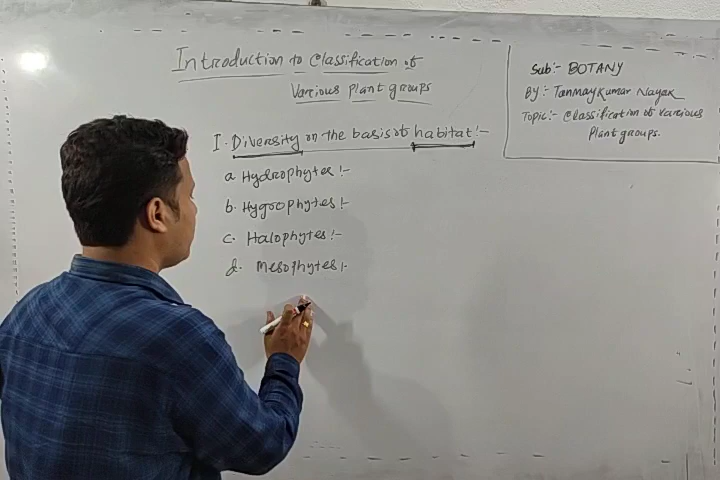 Introduction to Classification of
Various Plant groups
I. Diversity on the basis of habitat :-
a. Hydrophytes :-
b. Hygrophytes :-
c. Halophytes :-
d. Mesophytes :-
Sub:- BOTANY
By:- Tanmay Kumar Nayak
Topic:- Classification of various
Plant groups.